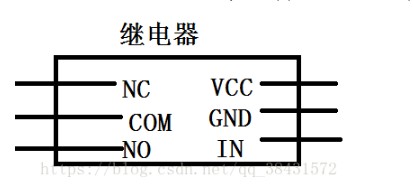 继电器
NC VCC
COM GND
NO IN
https://blog.csdn.net/qq_38431572